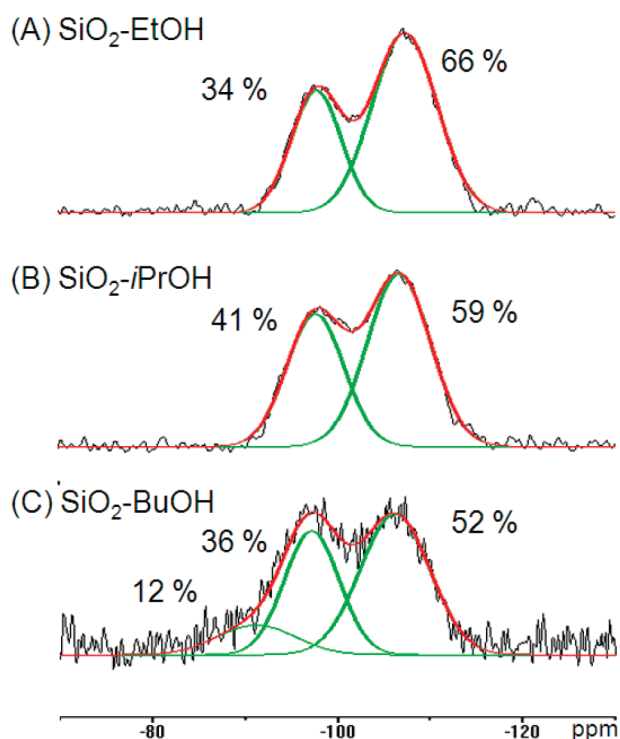 (A) SiO₂-EtOH
34 %
66 %
(B) SiO₂-iPrOH
41 %
59 %
(C) SiO₂-BuOH
12 %
36 %
52 %
-80 -100 -120 ppm